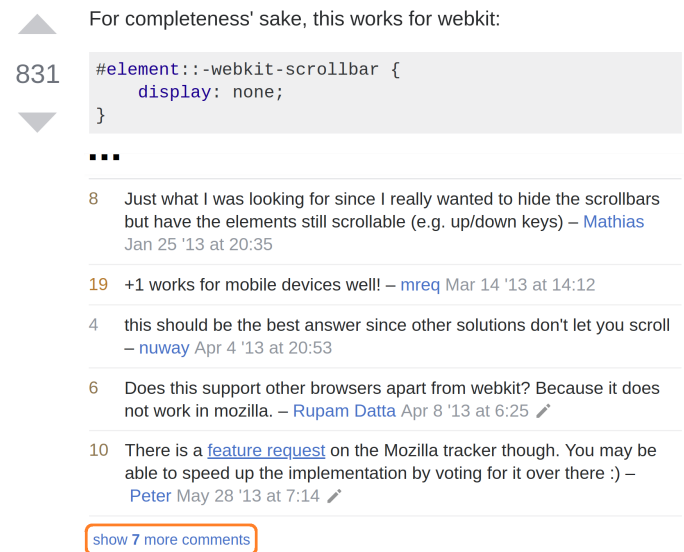 For completeness' sake, this works for webkit:
831
#element::-webkit-scrollbar {
    display: none;
}
...
8 Just what I was looking for since I really wanted to hide the scrollbars
but have the elements still scrollable (e.g. up/down keys) – Mathias
Jan 25 '13 at 20:35
19 +1 works for mobile devices well! – mreq Mar 14 '13 at 14:12
4 this should be the best answer since other solutions don't let you scroll
– nuway Apr 4 '13 at 20:53
6 Does this support other browsers apart from webkit? Because it does
not work in mozilla. – Rupam Datta Apr 8 '13 at 6:25
10 There is a feature request on the Mozilla tracker though. You may be
able to speed up the implementation by voting for it over there :) –
Peter May 28 '13 at 7:14
show 7 more comments